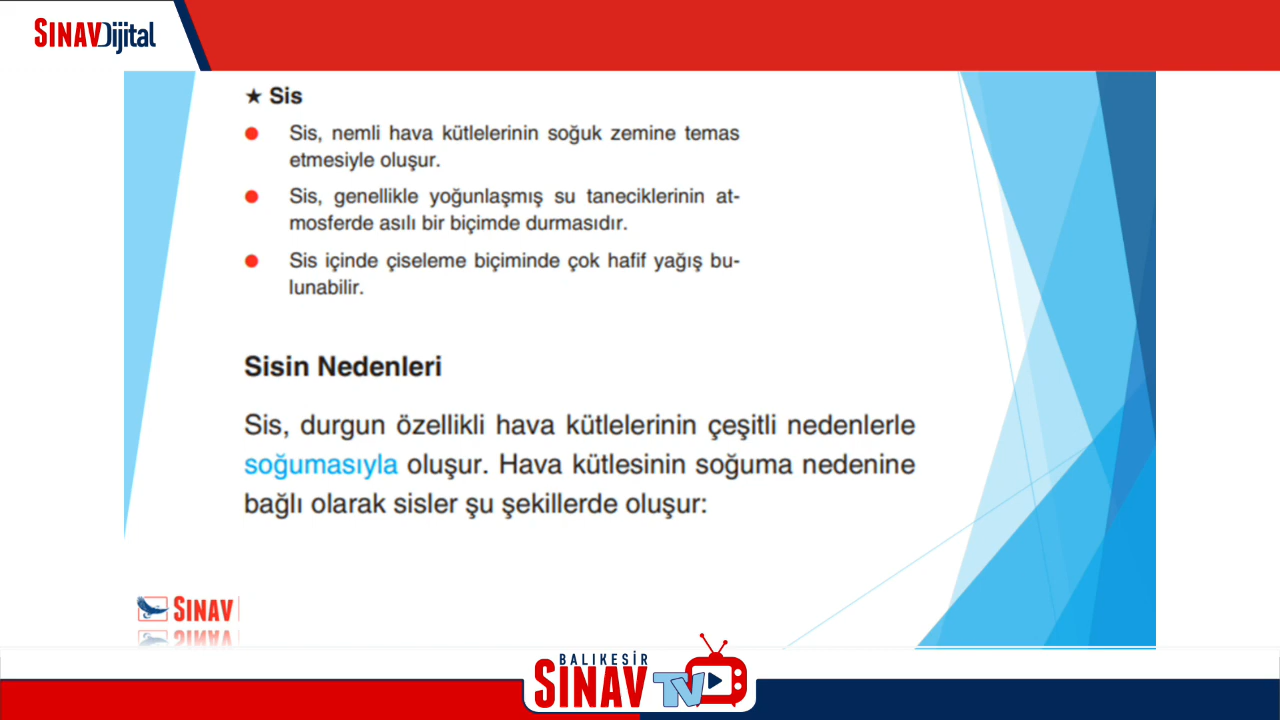 SINAVDijital
★ Sis
Sis, nemli hava kütlelerinin soğuk zemine temas
etmesiyle oluşur.
Sis, genellikle yoğunlaşmış su taneciklerinin at-
mosferde asılı bir biçimde durmasıdır.
Sis içinde çiseleme biçiminde çok hafif yağış bu-
lunabilir.
Sisin Nedenleri
Sis, durgun özellikli hava kütlelerinin çeşitli nedenlerle
soğumasıyla oluşur. Hava kütlesinin soğuma nedenine
bağlı olarak sisler şu şekillerde oluşur:
SINAV
BALIKESİR
SINAV TV